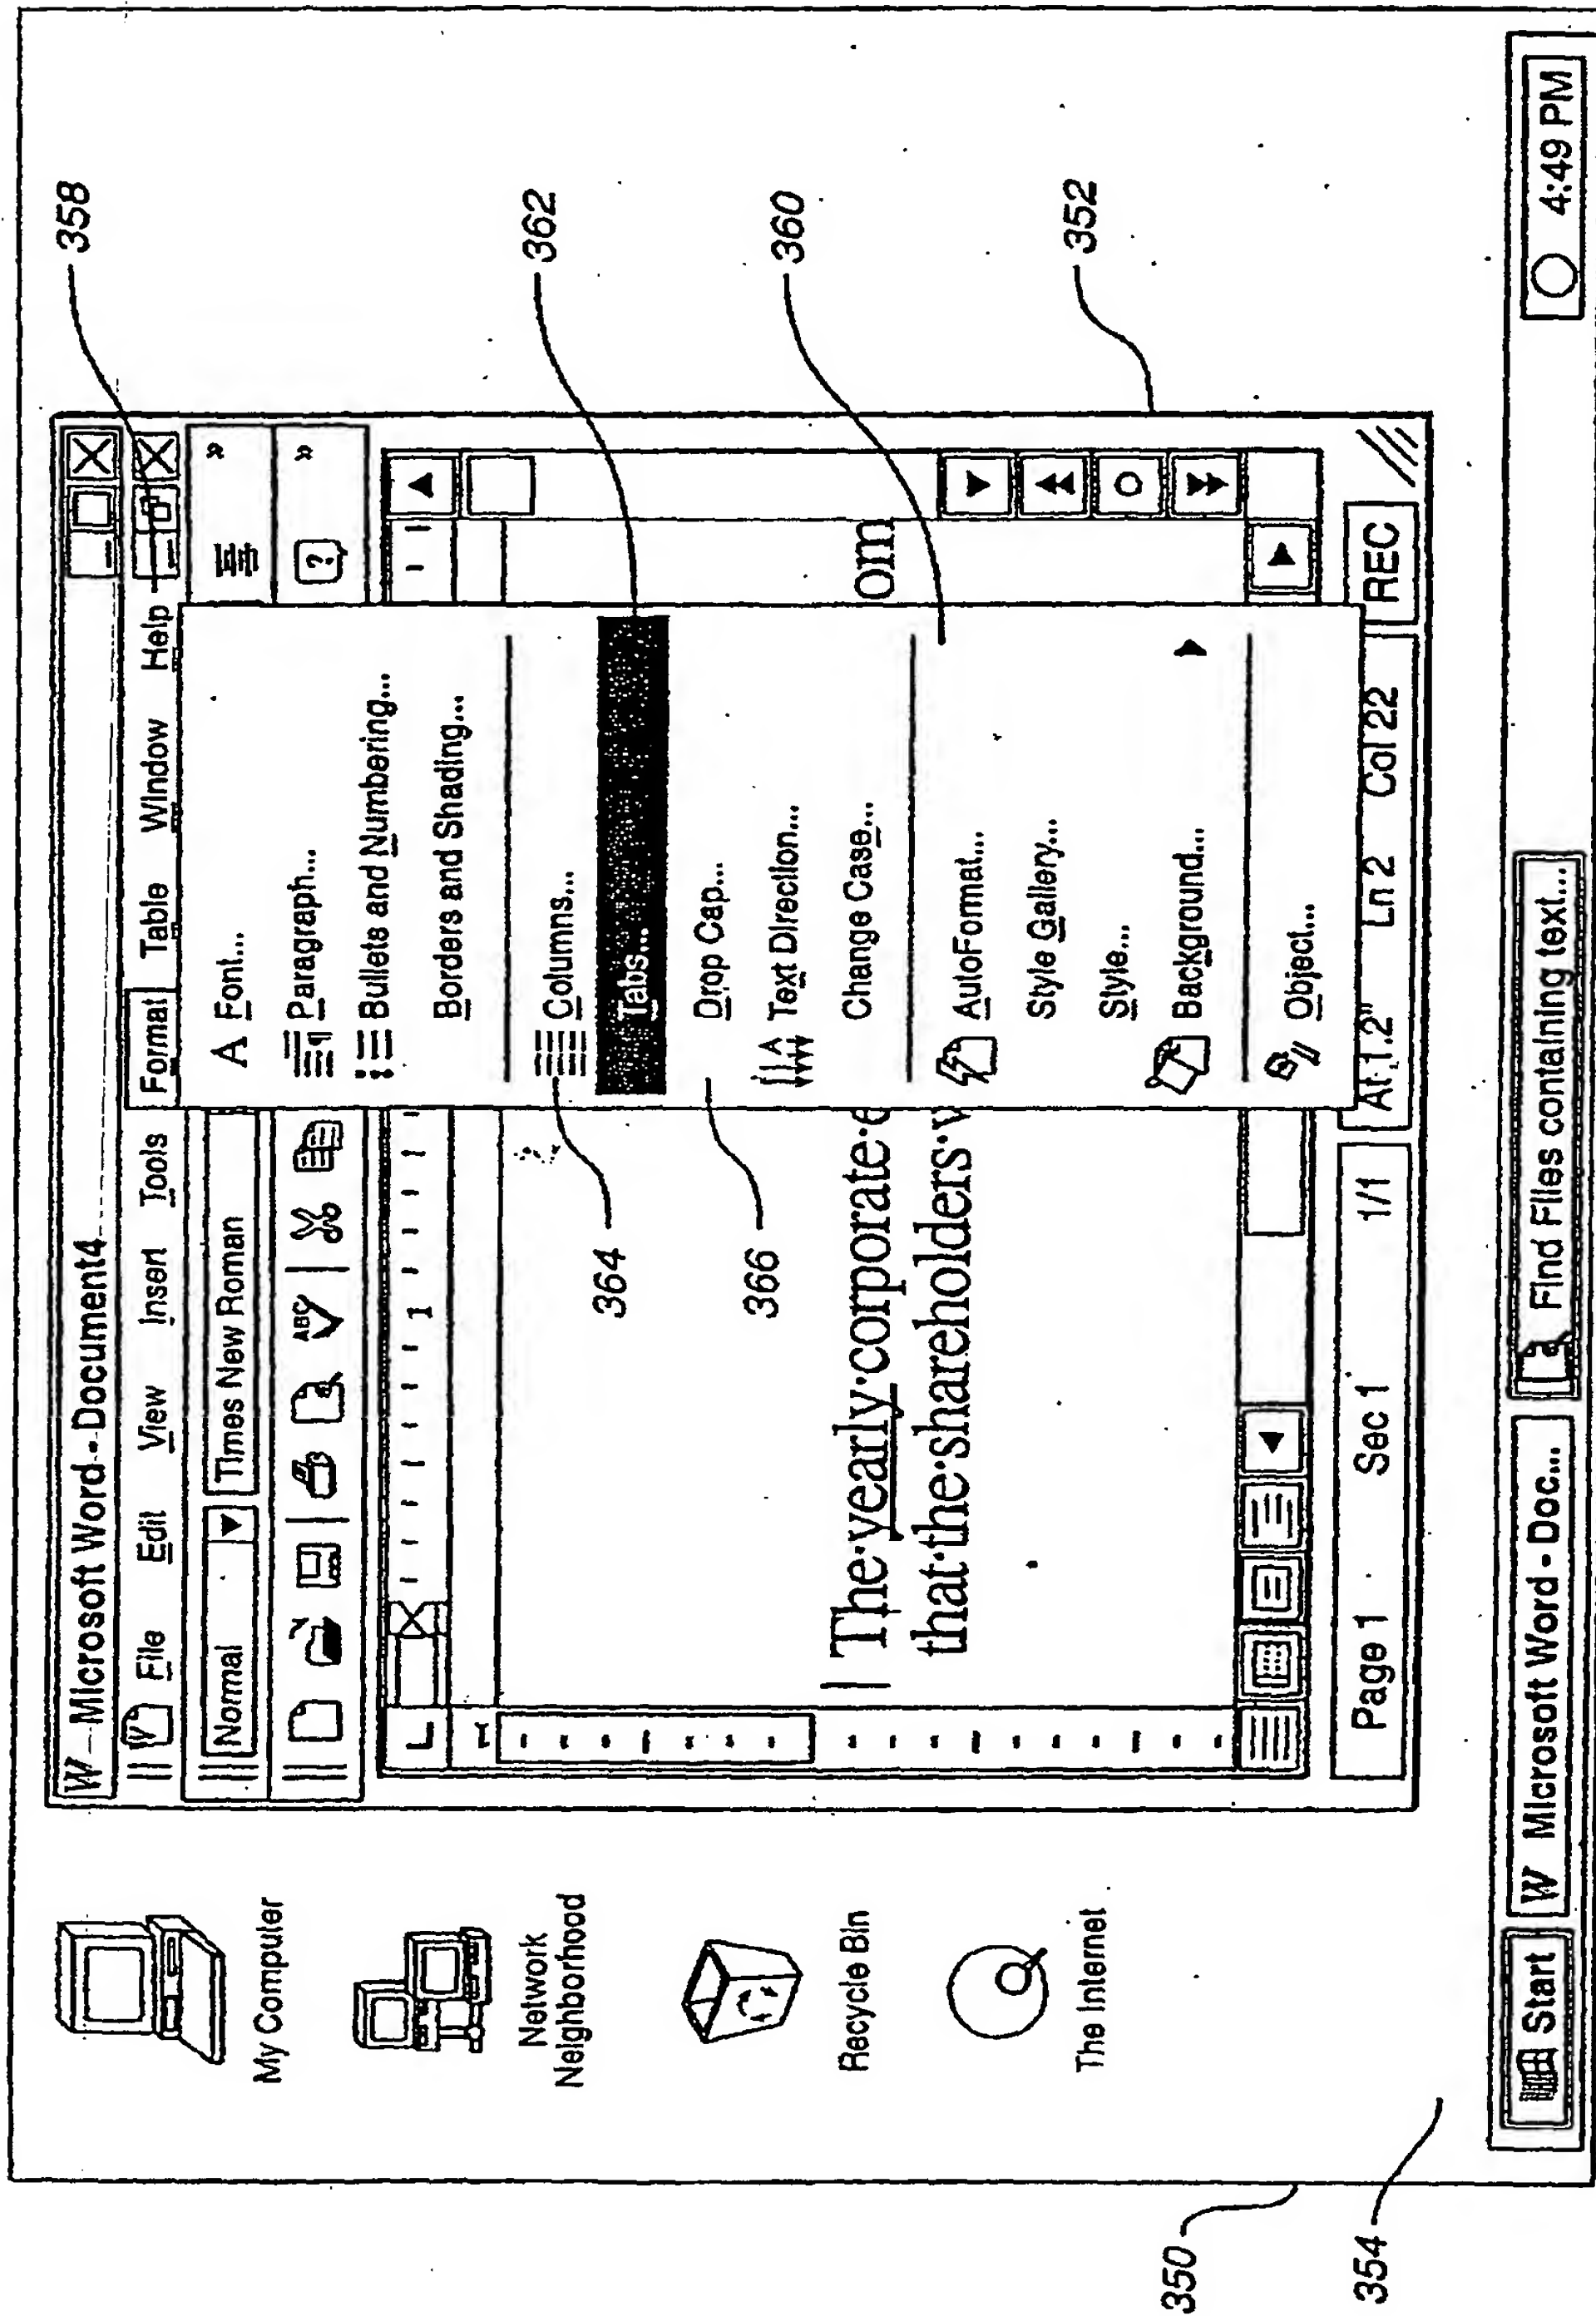 W Microsoft Word - Document4
File Edit View Insert Tools Format Table Window Help
Normal Times New Roman »
ABC ? »
A Font...
Paragraph...
Bullets and Numbering...
Borders and Shading...
Columns...
Tabs...
Drop Cap...
Text Direction...
Change Case...
AutoFormat...
Style Gallery...
Style...
Background...
Object...
1
The·yearly·corporate· om
that·the·shareholders·
Page 1 Sec 1 1/1 At 1.2" Ln 2 Col 22 REC
My Computer
Network
Neighborhood
Recycle Bin
The Internet
Start W Microsoft Word - Doc... Find Files containing text... 4:49 PM
358
362
360
352
364
366
350
354